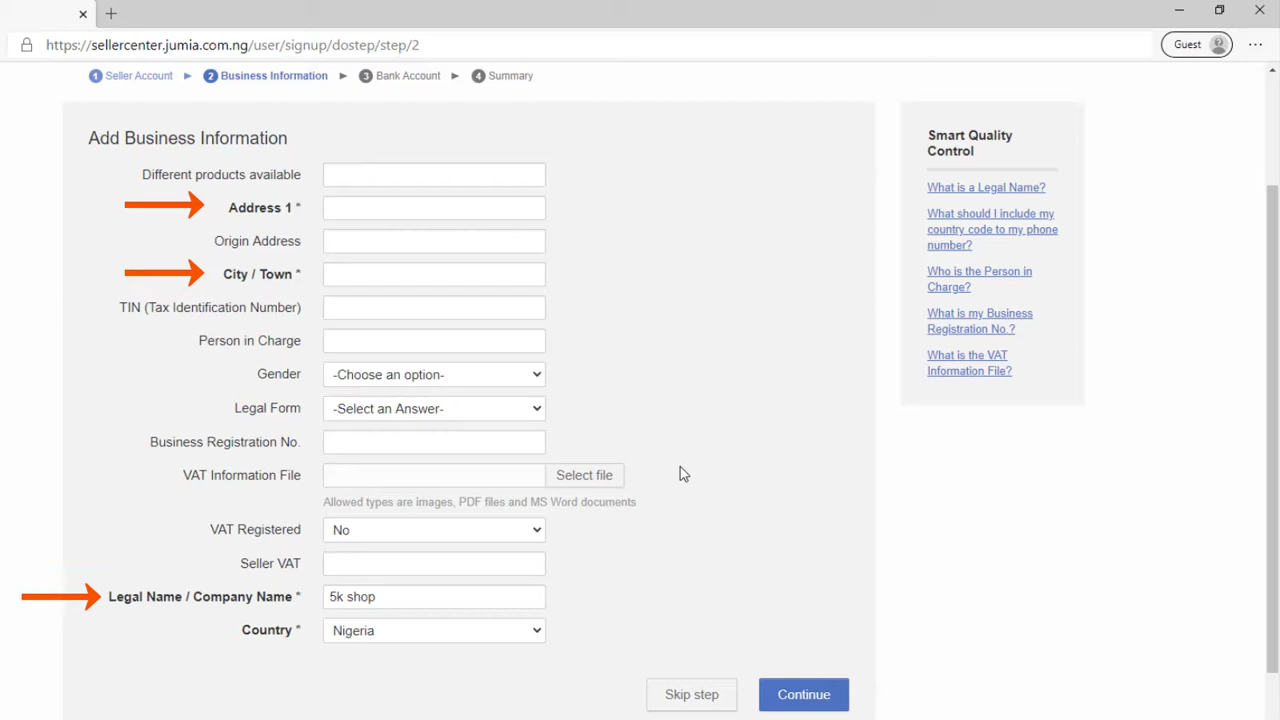 https://sellercenter.jumia.com.ng/user/signup/dostep/step/2
Guest
1 Seller Account 2 Business Information 3 Bank Account 4 Summary
Add Business Information
Different products available
Address 1 *
Origin Address
City / Town *
TIN (Tax Identification Number)
Person in Charge
Gender -Choose an option-
Legal Form -Select an Answer-
Business Registration No.
VAT Information File Select file
Allowed types are images, PDF files and MS Word documents
VAT Registered No
Seller VAT
Legal Name / Company Name * 5k shop
Country * Nigeria
Skip step Continue
Smart Quality
Control
What is a Legal Name?
What should I include my
country code to my phone
number?
Who is the Person in
Charge?
What is my Business
Registration No.?
What is the VAT
Information File?